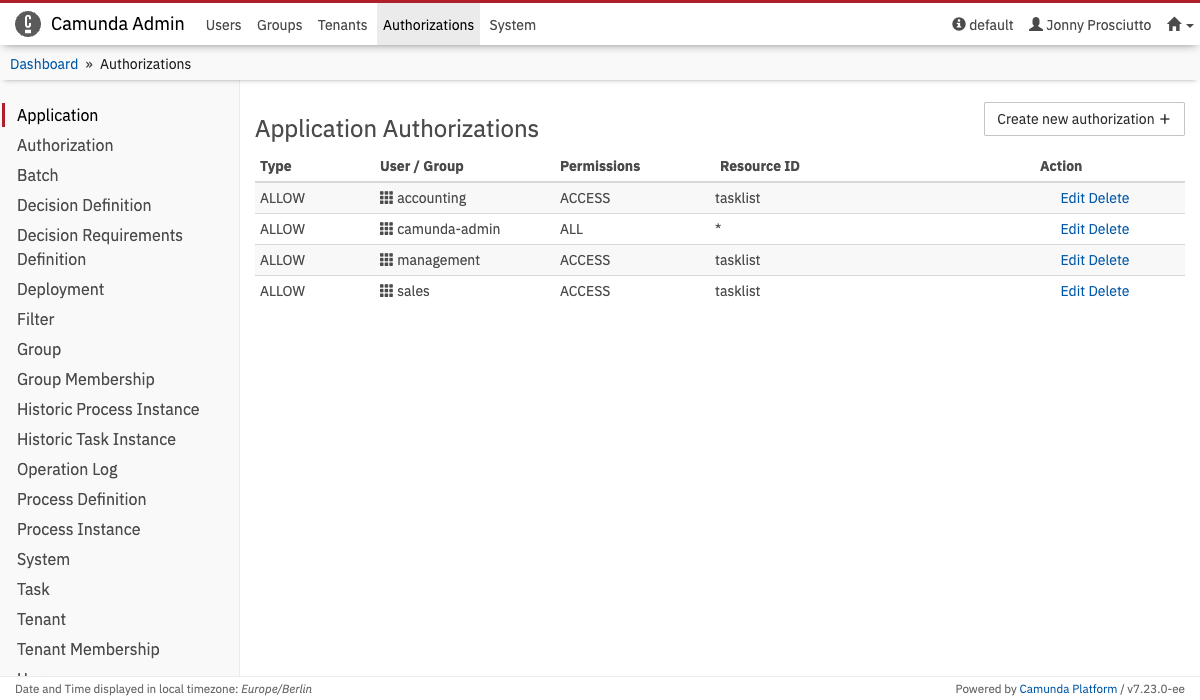 Camunda Admin Users Groups Tenants Authorizations System default Jonny Prosciutto
Dashboard » Authorizations
Application
Authorization
Batch
Decision Definition
Decision Requirements
Definition
Deployment
Filter
Group
Group Membership
Historic Process Instance
Historic Task Instance
Operation Log
Process Definition
Process Instance
System
Task
Tenant
Tenant Membership
Application Authorizations
Create new authorization +
Type User / Group Permissions Resource ID Action
ALLOW accounting ACCESS tasklist Edit Delete
ALLOW camunda-admin ALL * Edit Delete
ALLOW management ACCESS tasklist Edit Delete
ALLOW sales ACCESS tasklist Edit Delete
Date and Time displayed in local timezone: Europe/Berlin
Powered by Camunda Platform / v7.23.0-ee